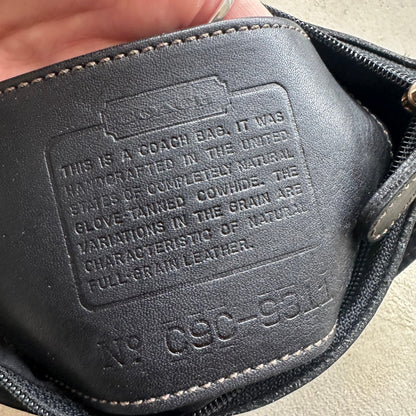 COACH
THIS IS A COACH BAG. IT WAS
HANDCRAFTED IN THE UNITED
STATES OF COMPLETELY NATURAL
GLOVE-TANNED COWHIDE. THE
VARIATIONS IN THE GRAIN ARE
CHARACTERISTIC OF NATURAL
FULL-GRAIN LEATHER.
Nº C9C-9311